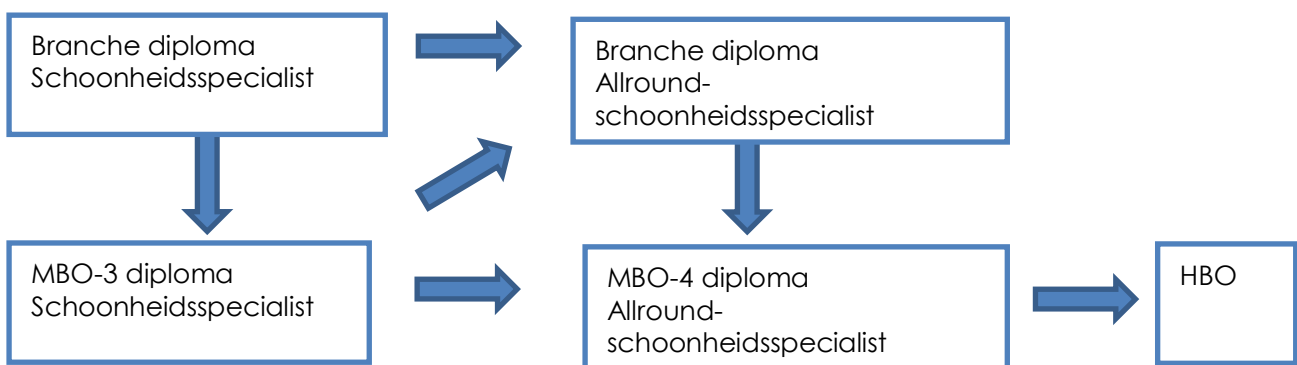 Branche diploma
Schoonheidsspecialist
Branche diploma
Allround-
schoonheidsspecialist
MBO-3 diploma
Schoonheidsspecialist
MBO-4 diploma
Allround-
schoonheidsspecialist
HBO